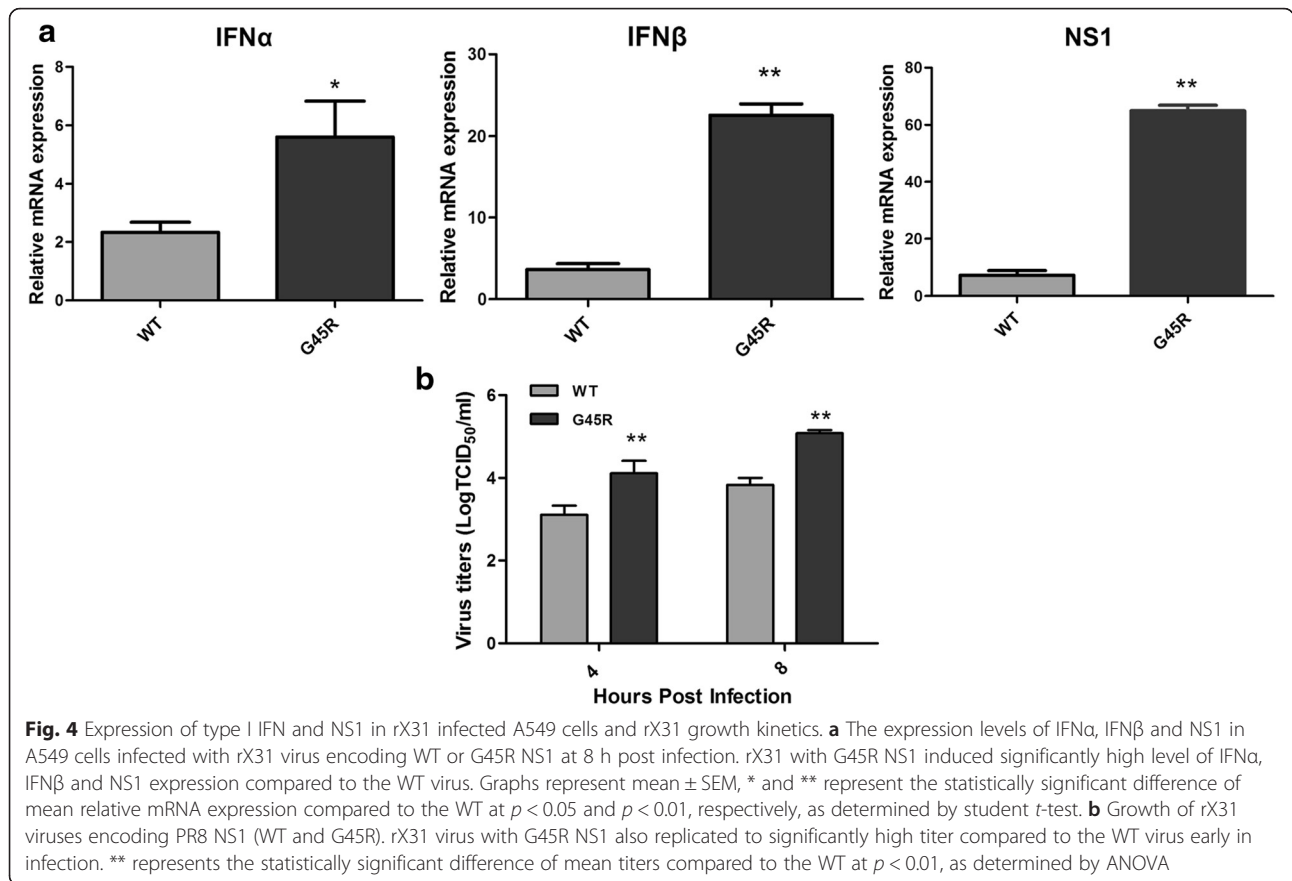 a
IFNα
IFNβ
NS1
Relative mRNA expression
8
6
4
2
0
*
WT
G45R
Relative mRNA expression
30
20
10
0
**
WT
G45R
Relative mRNA expression
80
60
40
20
0
**
WT
G45R
b
Virus titers (LogTCID50/ml)
6
4
2
0
WT
G45R
**
**
4
8
Hours Post Infection
Fig. 4 Expression of type I IFN and NS1 in rX31 infected A549 cells and rX31 growth kinetics. a The expression levels of IFNα, IFNβ and NS1 in
A549 cells infected with rX31 virus encoding WT or G45R NS1 at 8 h post infection. rX31 with G45R NS1 induced significantly high level of IFNα,
IFNβ and NS1 expression compared to the WT virus. Graphs represent mean ± SEM, * and ** represent the statistically significant difference of
mean relative mRNA expression compared to the WT at p < 0.05 and p < 0.01, respectively, as determined by student t-test. b Growth of rX31
viruses encoding PR8 NS1 (WT and G45R). rX31 virus with G45R NS1 also replicated to significantly high titer compared to the WT virus early in
infection. ** represents the statistically significant difference of mean titers compared to the WT at p < 0.01, as determined by ANOVA